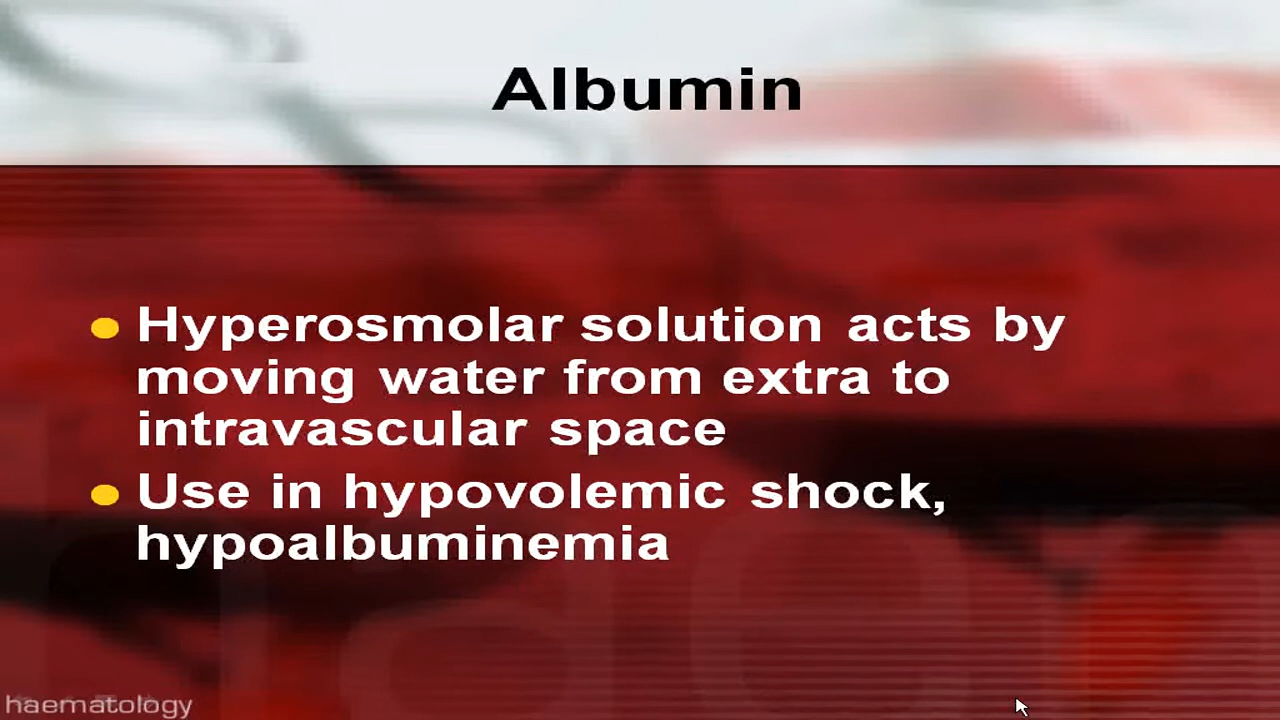 Albumin
Hyperosmolar solution acts by
moving water from extra to
intravascular space
Use in hypovolemic shock,
hypoalbuminemia
haematology